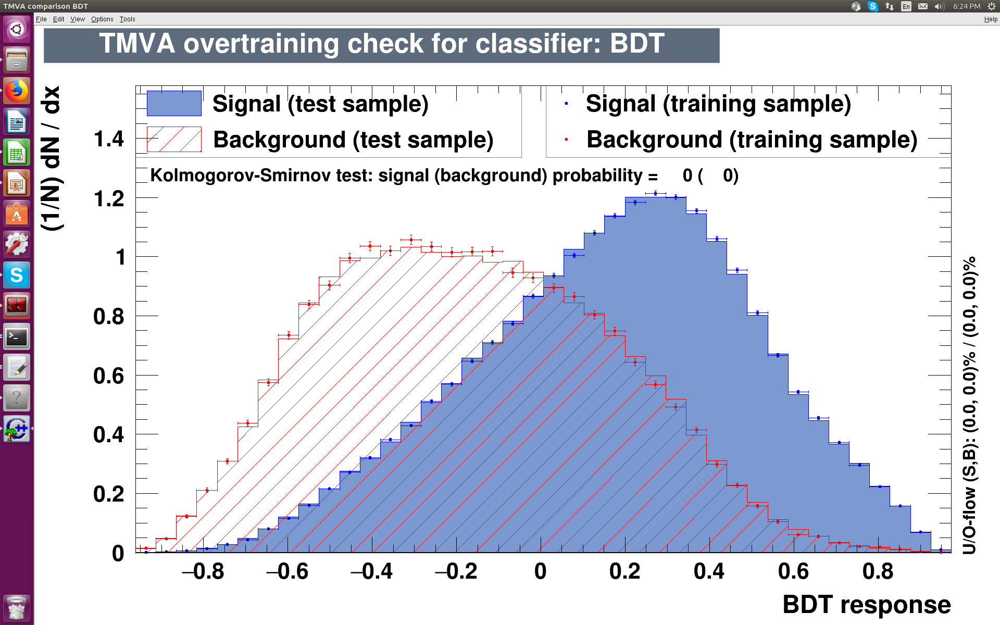 TMVA comparison BDT
En
6:24 PM
File Edit View Options Tools
Help
TMVA overtraining check for classifier: BDT
(1/N) dN / dx
Signal (test sample)
Background (test sample)
Signal (training sample)
Background (training sample)
Kolmogorov-Smirnov test: signal (background) probability = 0 ( 0)
1.4
1.2
1
0.8
0.6
0.4
0.2
0
−0.8 −0.6 −0.4 −0.2 0 0.2 0.4 0.6 0.8
BDT response
U/O-flow (S,B): (0.0, 0.0)% / (0.0, 0.0)%